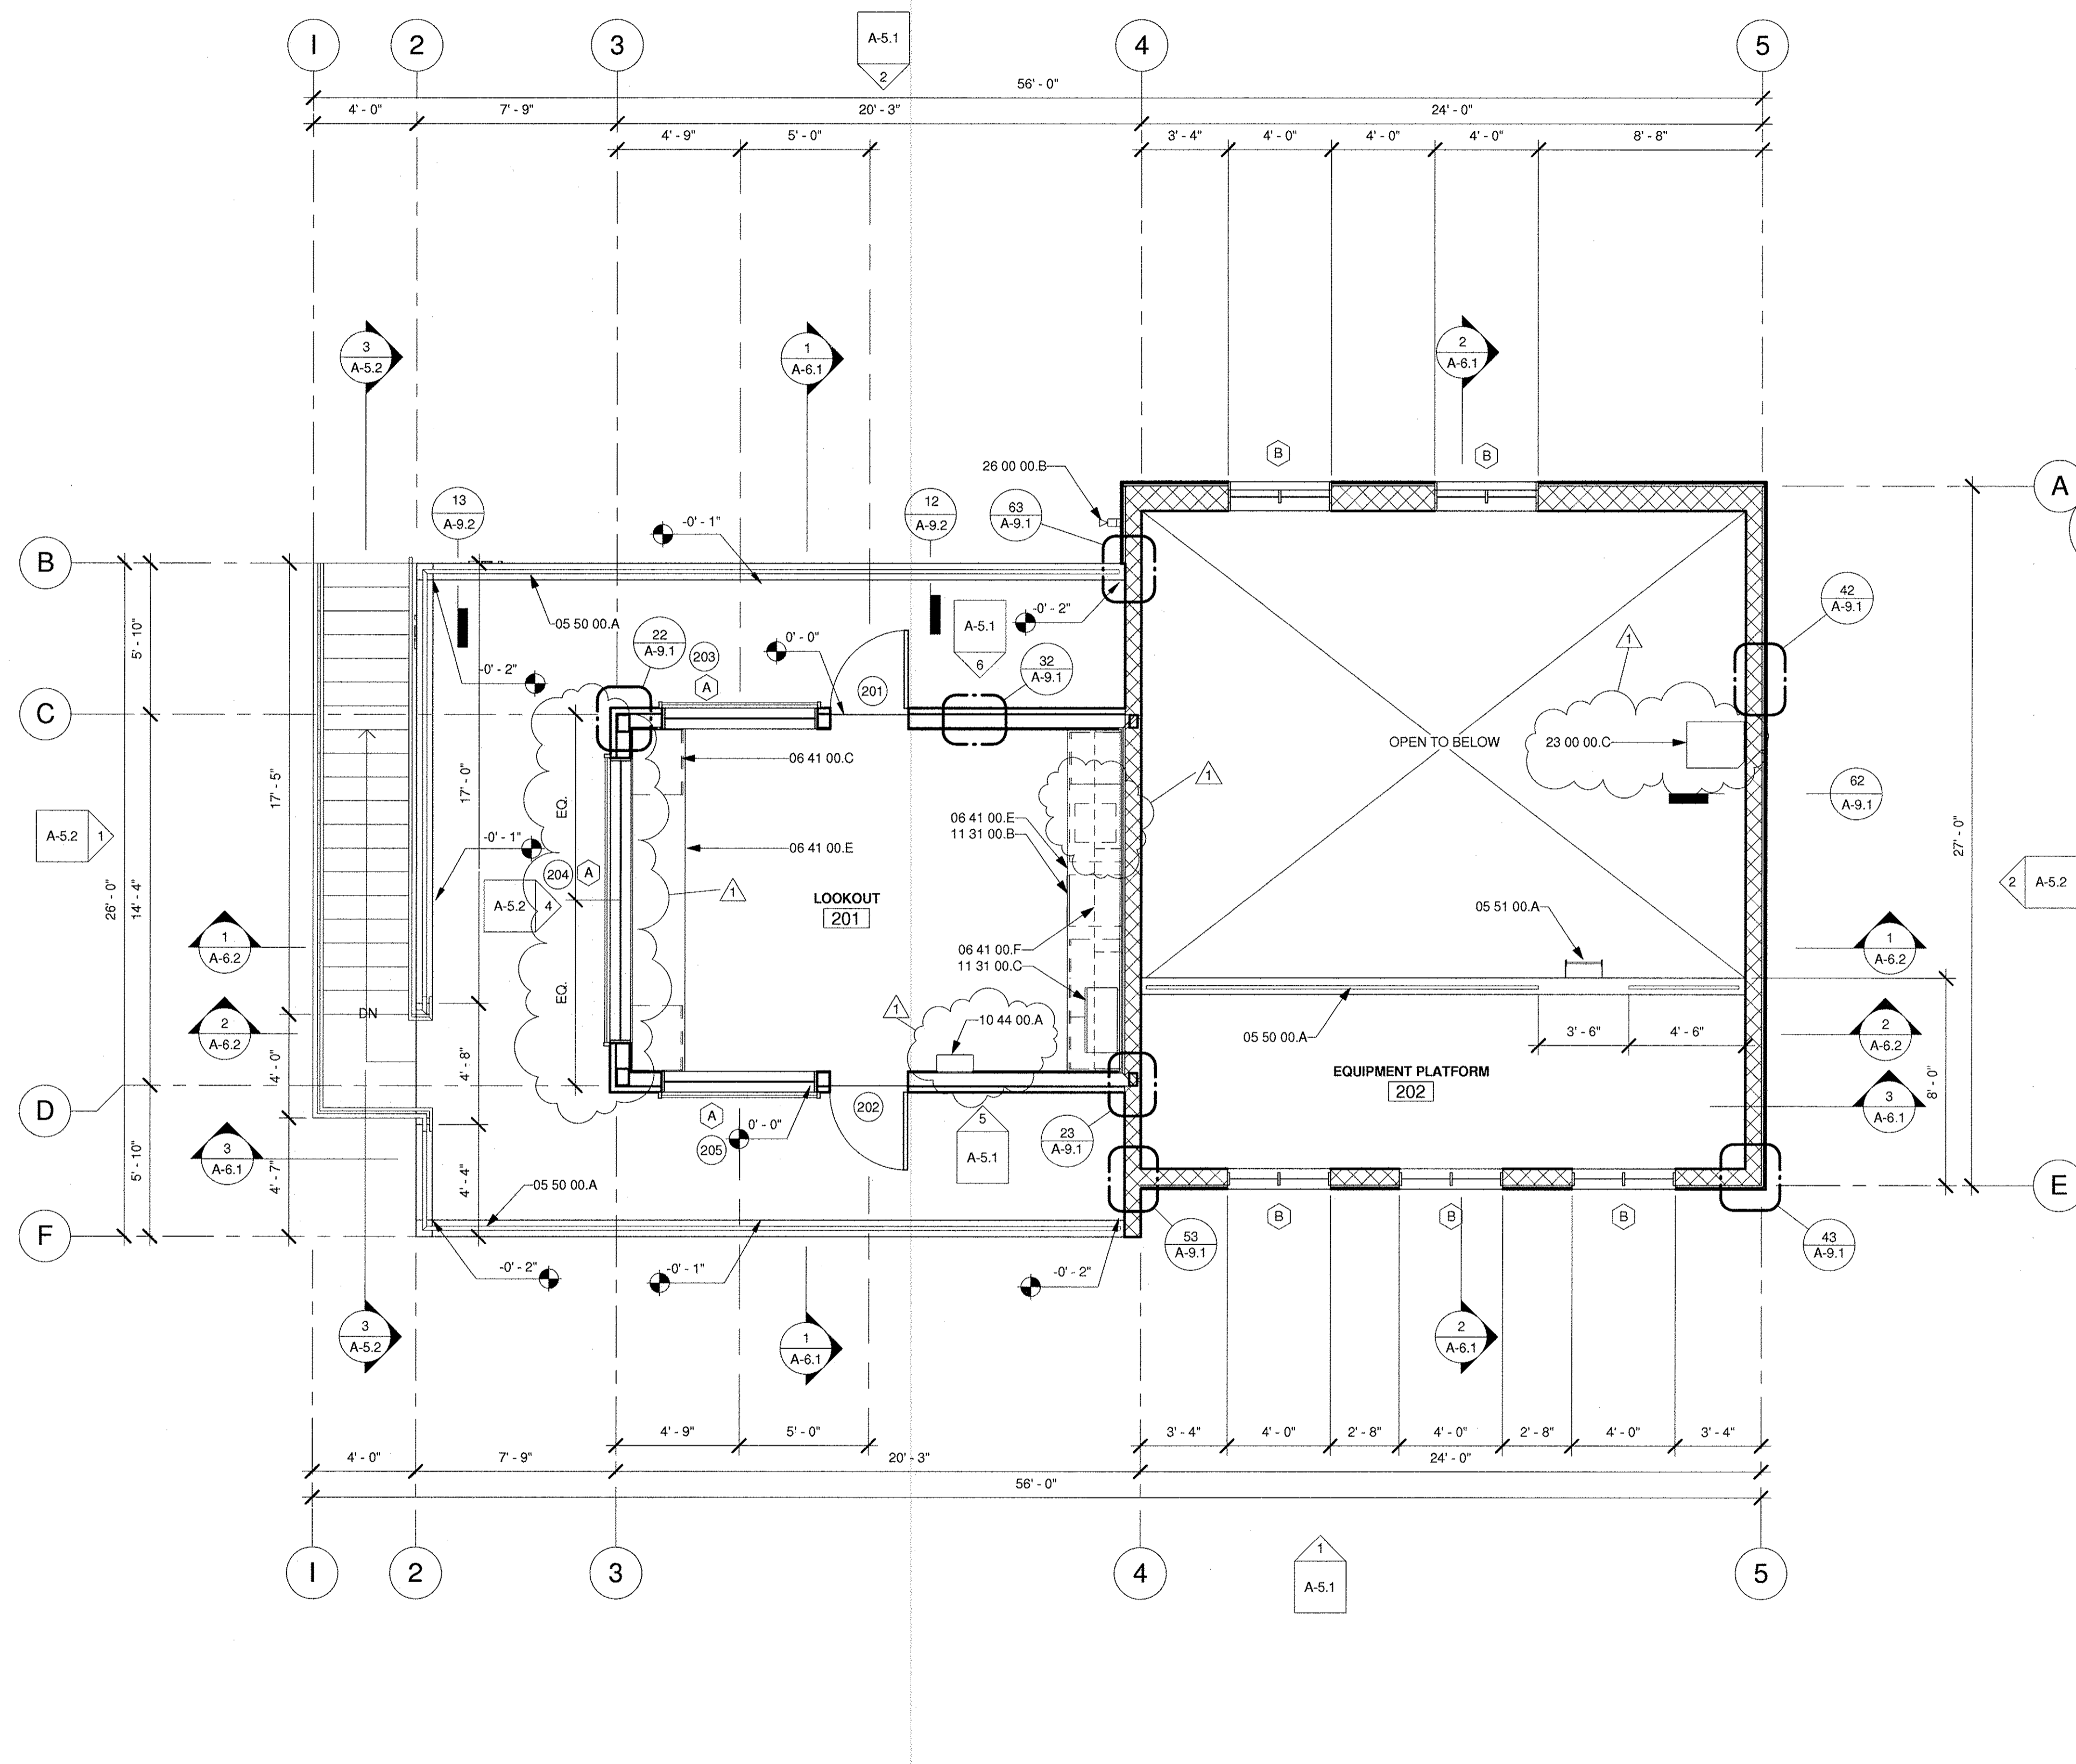 1
2
3
A-5.1
2
4
5
56' - 0"
4' - 0"
7' - 9"
20' - 3"
24' - 0"
4' - 9"
5' - 0"
3' - 4"
4' - 0"
4' - 0"
4' - 0"
8' - 8"
3
A-5.2
1
A-6.1
2
A-6.1
B
B
26 00 00.B
A
13
A-9.2
-0' - 1"
12
A-9.2
63
A-9.1
B
42
A-9.1
05 50 00.A
-0' - 2"
A-5.1
6
22
A-9.1
203
0' - 0"
32
A-9.1
1
5' - 10"
-0' - 2"
A
201
C
OPEN TO BELOW
23 00 00.C
06 41 00.C
1
62
A-9.1
17' - 5"
17' - 0"
EQ.
06 41 00.E
06 41 00.E
11 31 00.B
A-5.2
1
-0' - 1"
27' - 0"
204
A
1
A-5.2
4
LOOKOUT
201
2
A-5.2
26' - 0"
14' - 4"
05 51 00.A
1
A-6.2
06 41 00.F
11 31 00.C
1
A-6.2
EQ.
DN
1
10 44 00.A
2
A-6.2
05 50 00.A
3' - 6"
4' - 6"
2
A-6.2
4' - 0"
4' - 8"
EQUIPMENT PLATFORM
202
8' - 0"
D
A
202
3
A-6.1
0' - 0"
205
5
A-5.1
23
A-9.1
3
A-6.1
5' - 10"
4' - 7"
4' - 4"
05 50 00.A
E
F
B
B
B
53
A-9.1
43
A-9.1
-0' - 2"
-0' - 1"
-0' - 2"
3
A-5.2
1
A-6.1
2
A-6.1
4' - 9"
5' - 0"
3' - 4"
4' - 0"
2' - 8"
4' - 0"
2' - 8"
4' - 0"
3' - 4"
4' - 0"
7' - 9"
20' - 3"
24' - 0"
56' - 0"
1
2
3
4
5
1
A-5.1